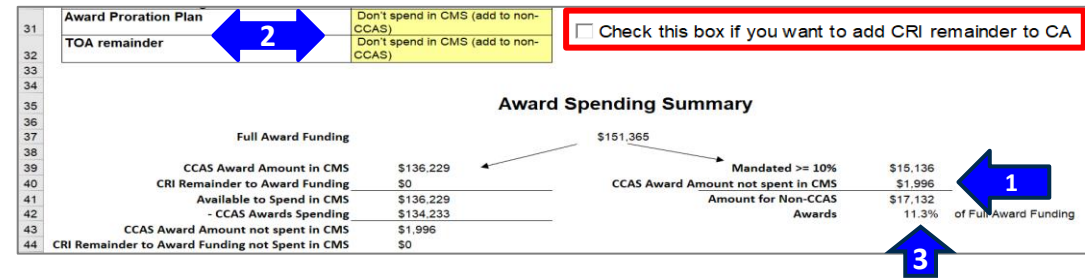 31 Award Proration Plan Don't spend in CMS (add to non-CCAS)
2
Check this box if you want to add CRI remainder to CA
32 TOA remainder Don't spend in CMS (add to non-CCAS)
33
34
35 Award Spending Summary
36
37 Full Award Funding $151,365
38
39 CCAS Award Amount in CMS $136,229 Mandated >= 10% $15,136
40 CRI Remainder to Award Funding $0 CCAS Award Amount not spent in CMS $1,996
1
41 Available to Spend in CMS $136,229 Amount for Non-CCAS $17,132
42 - CCAS Awards Spending $134,233 Awards 11.3% of Full Award Funding
43 CCAS Award Amount not spent in CMS $1,996
44 CRI Remainder to Award Funding not Spent in CMS $0
3